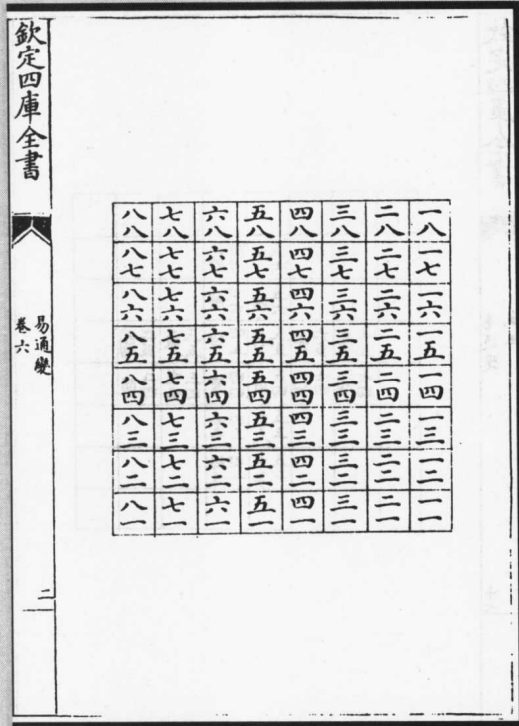 一八 一七 一六 一五 一四 一三 一二 一一
二八 二七 二六 二五 二四 二三 二二 二一
三八 三七 三六 三五 三四 三三 三二 三一
四八 四七 四六 四五 四四 四三 四二 四一
五八 五七 五六 五五 五四 五三 五二 五一
六八 六七 六六 六五 六四 六三 六二 六一
七八 七七 七六 七五 七四 七三 七二 七一
八八 八七 八六 八五 八四 八三 八二 八一
欽定四庫全書
易通變
卷六
二